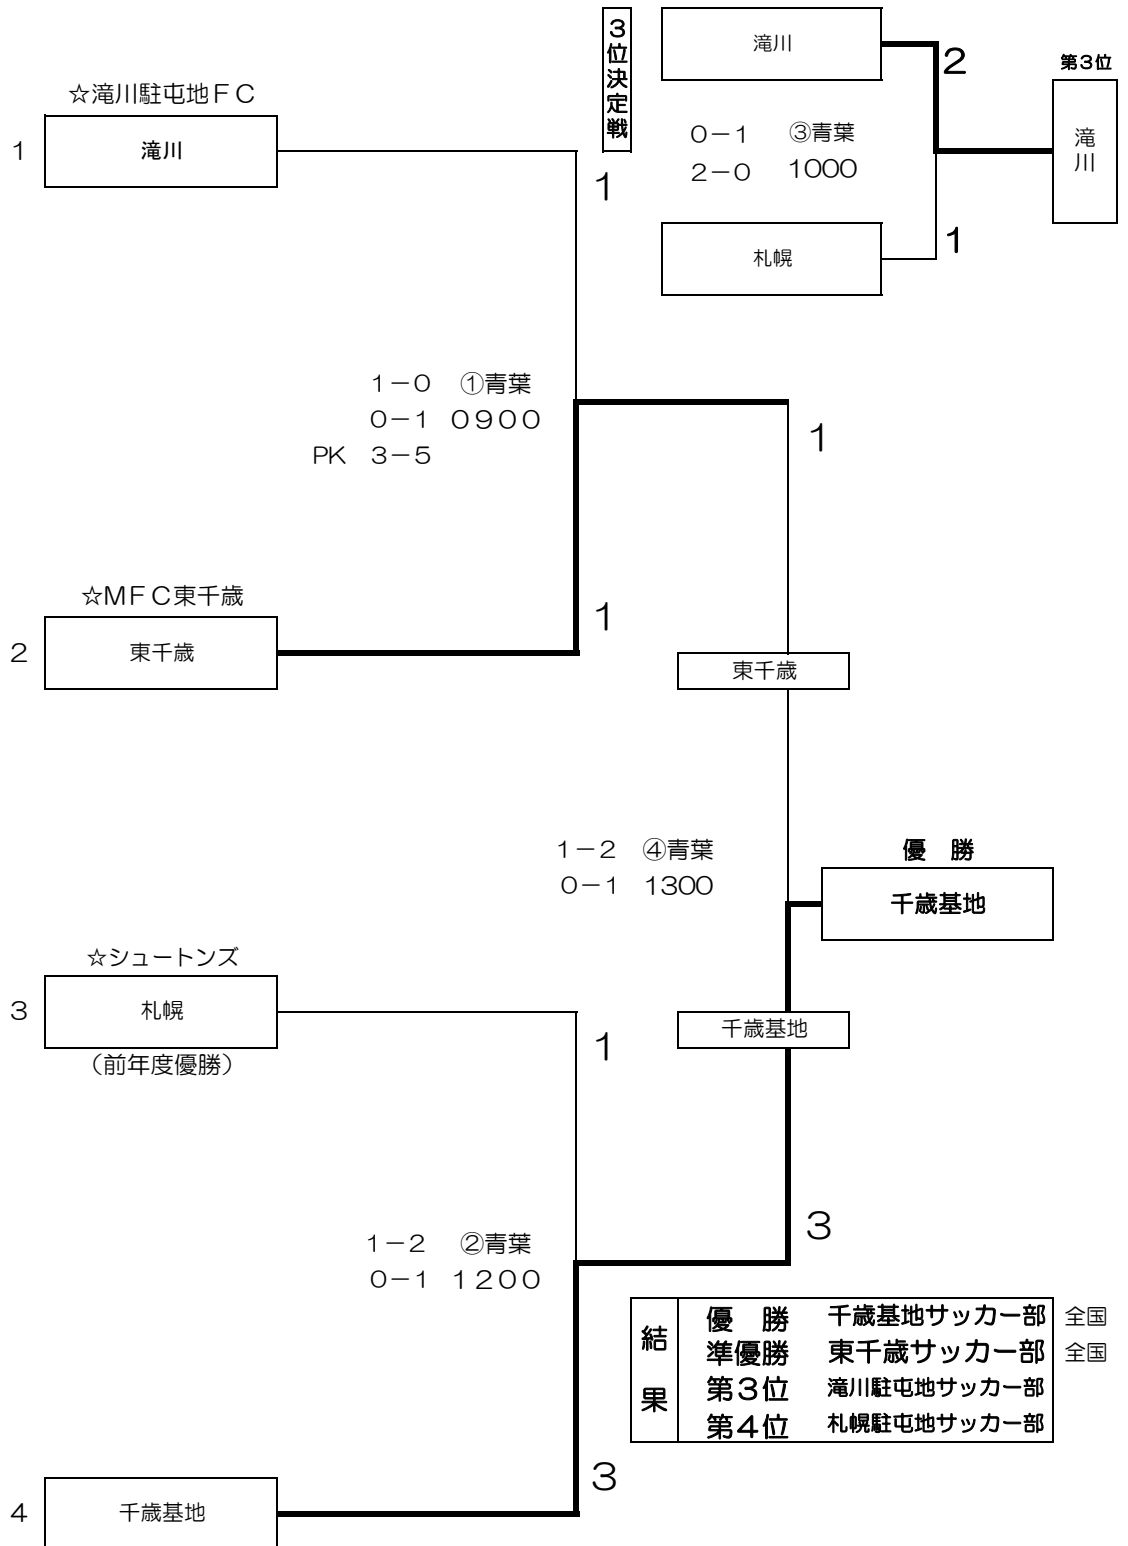 3位決定戦
滝川
2
第3位
滝川
0−1 ③青葉
2−0 1000
札幌
1
☆滝川駐屯地FC
1 滝川
1
1−0 ①青葉
0−1 0900
PK 3−5
1
☆MFC東千歳
2 東千歳
1
東千歳
1−2 ④青葉
0−1 1300
優 勝
千歳基地
☆シュートンズ
3 札幌
(前年度優勝)
1
千歳基地
3
1−2 ②青葉
0−1 1200
結果
優 勝 千歳基地サッカー部 全国
準優勝 東千歳サッカー部 全国
第3位 滝川駐屯地サッカー部
第4位 札幌駐屯地サッカー部
3
4 千歳基地